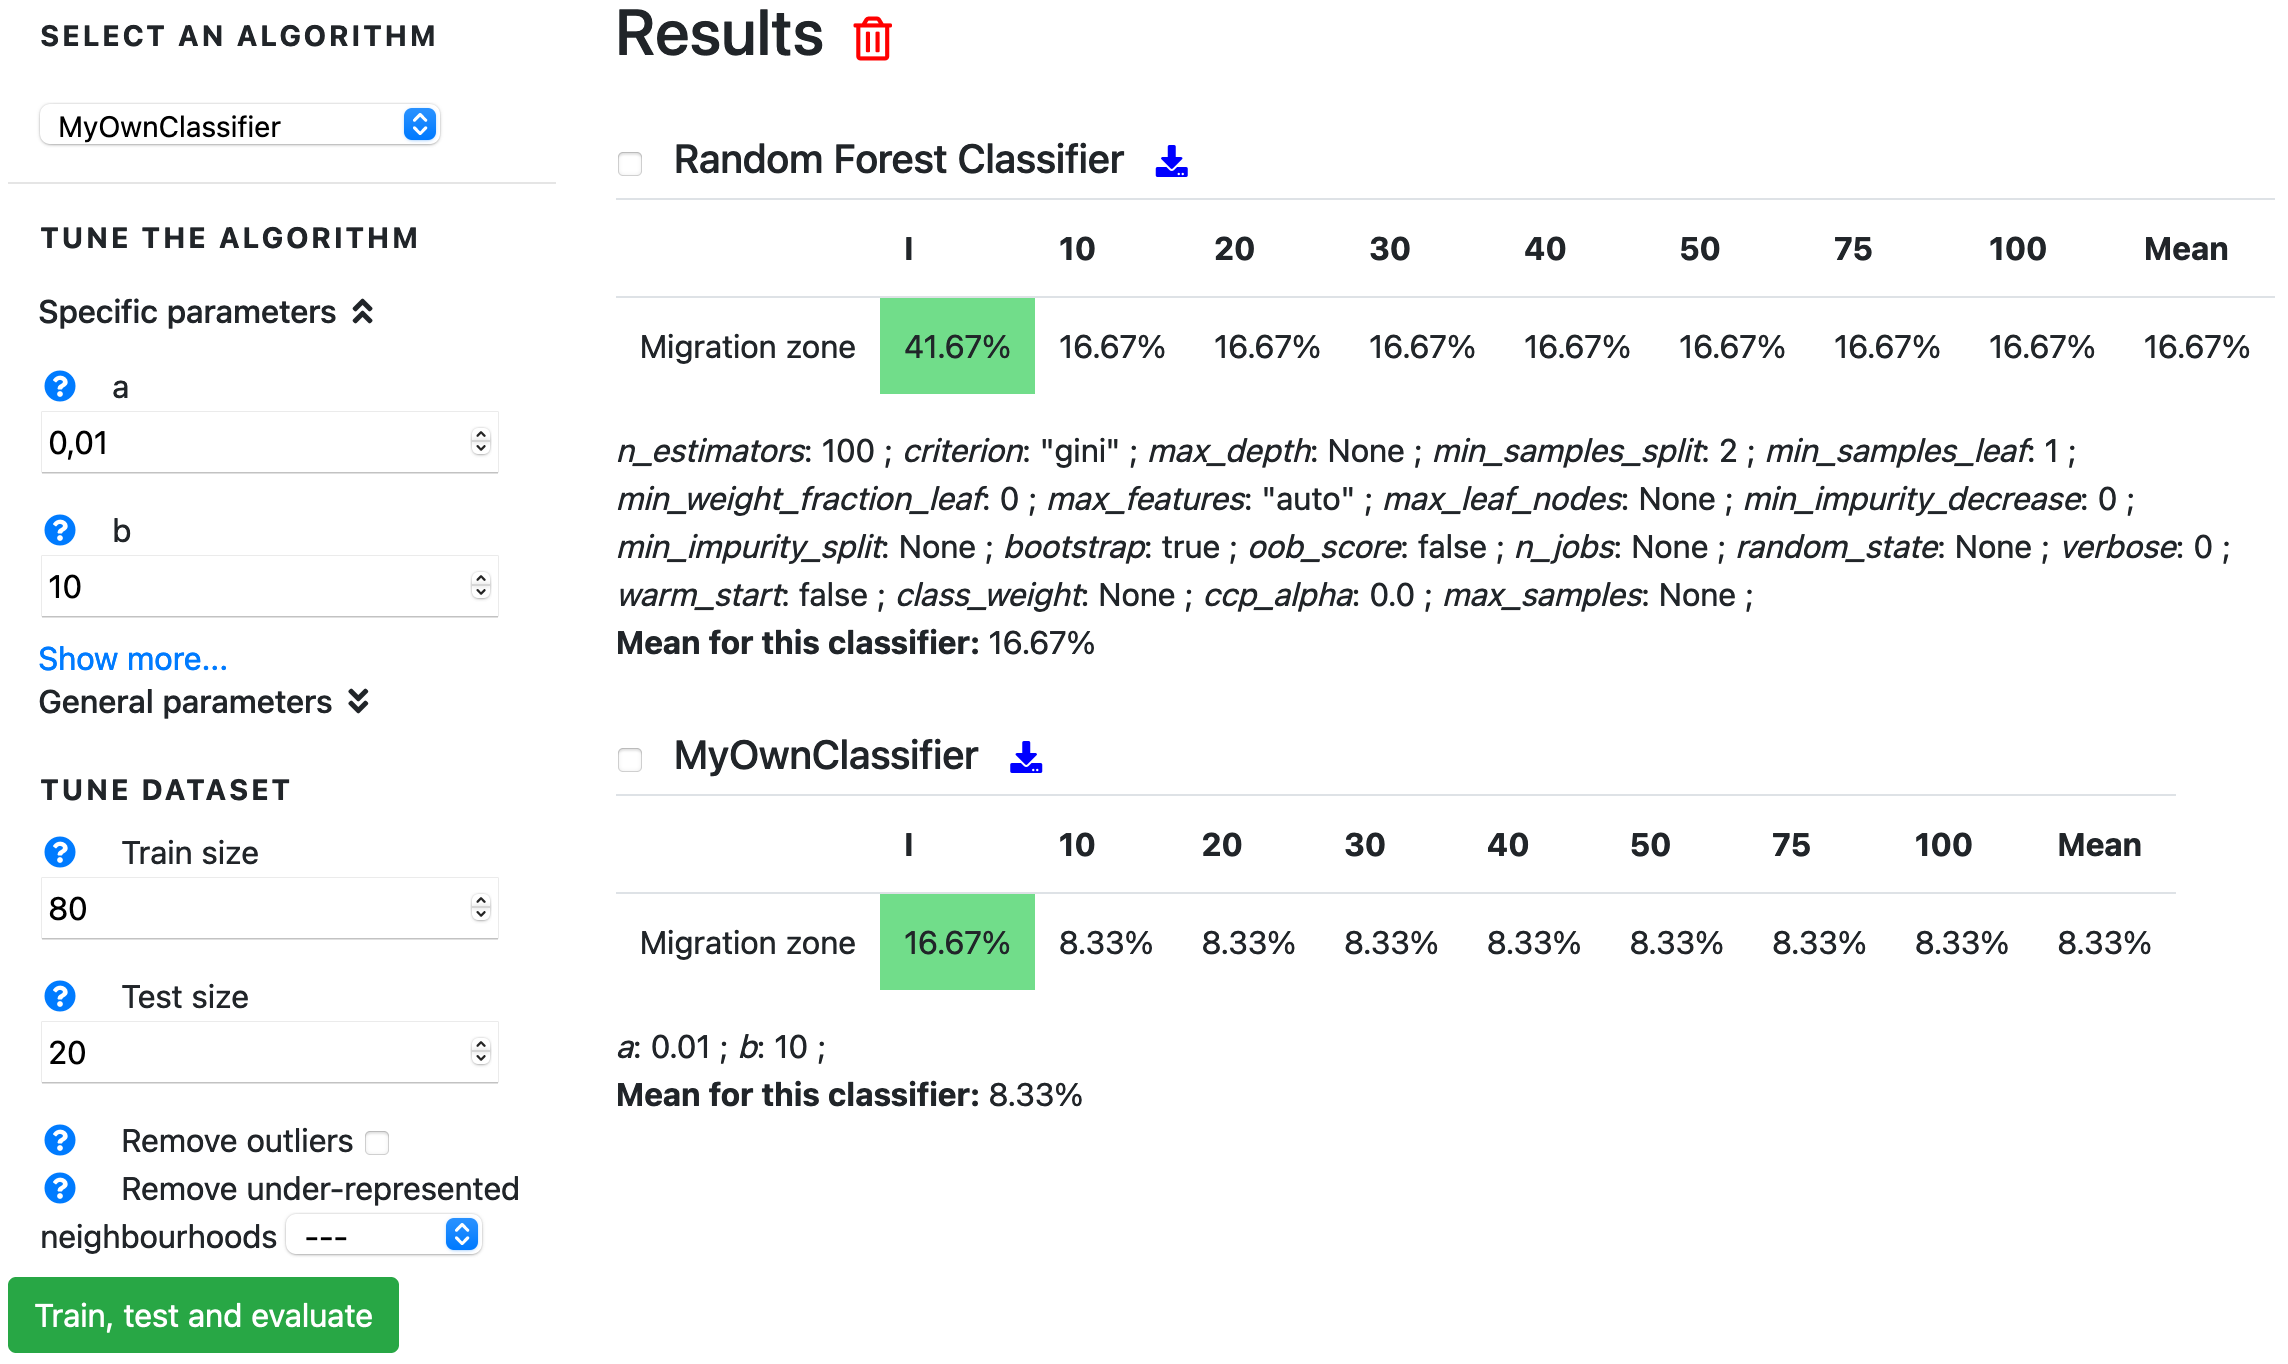 SELECT AN ALGORITHM
MyOwnClassifier
TUNE THE ALGORITHM
Specific parameters
a
0,01
b
10
Show more...
General parameters
TUNE DATASET
Train size
80
Test size
20
Remove outliers
Remove under-represented
neighbourhoods ---
Train, test and evaluate
Results
Random Forest Classifier
I 10 20 30 40 50 75 100 Mean
Migration zone 41.67% 16.67% 16.67% 16.67% 16.67% 16.67% 16.67% 16.67% 16.67%
n_estimators: 100 ; criterion: "gini" ; max_depth: None ; min_samples_split: 2 ; min_samples_leaf: 1 ;
min_weight_fraction_leaf: 0 ; max_features: "auto" ; max_leaf_nodes: None ; min_impurity_decrease: 0 ;
min_impurity_split: None ; bootstrap: true ; oob_score: false ; n_jobs: None ; random_state: None ; verbose: 0 ;
warm_start: false ; class_weight: None ; ccp_alpha: 0.0 ; max_samples: None ;
Mean for this classifier: 16.67%
MyOwnClassifier
I 10 20 30 40 50 75 100 Mean
Migration zone 16.67% 8.33% 8.33% 8.33% 8.33% 8.33% 8.33% 8.33% 8.33%
a: 0.01 ; b: 10 ;
Mean for this classifier: 8.33%